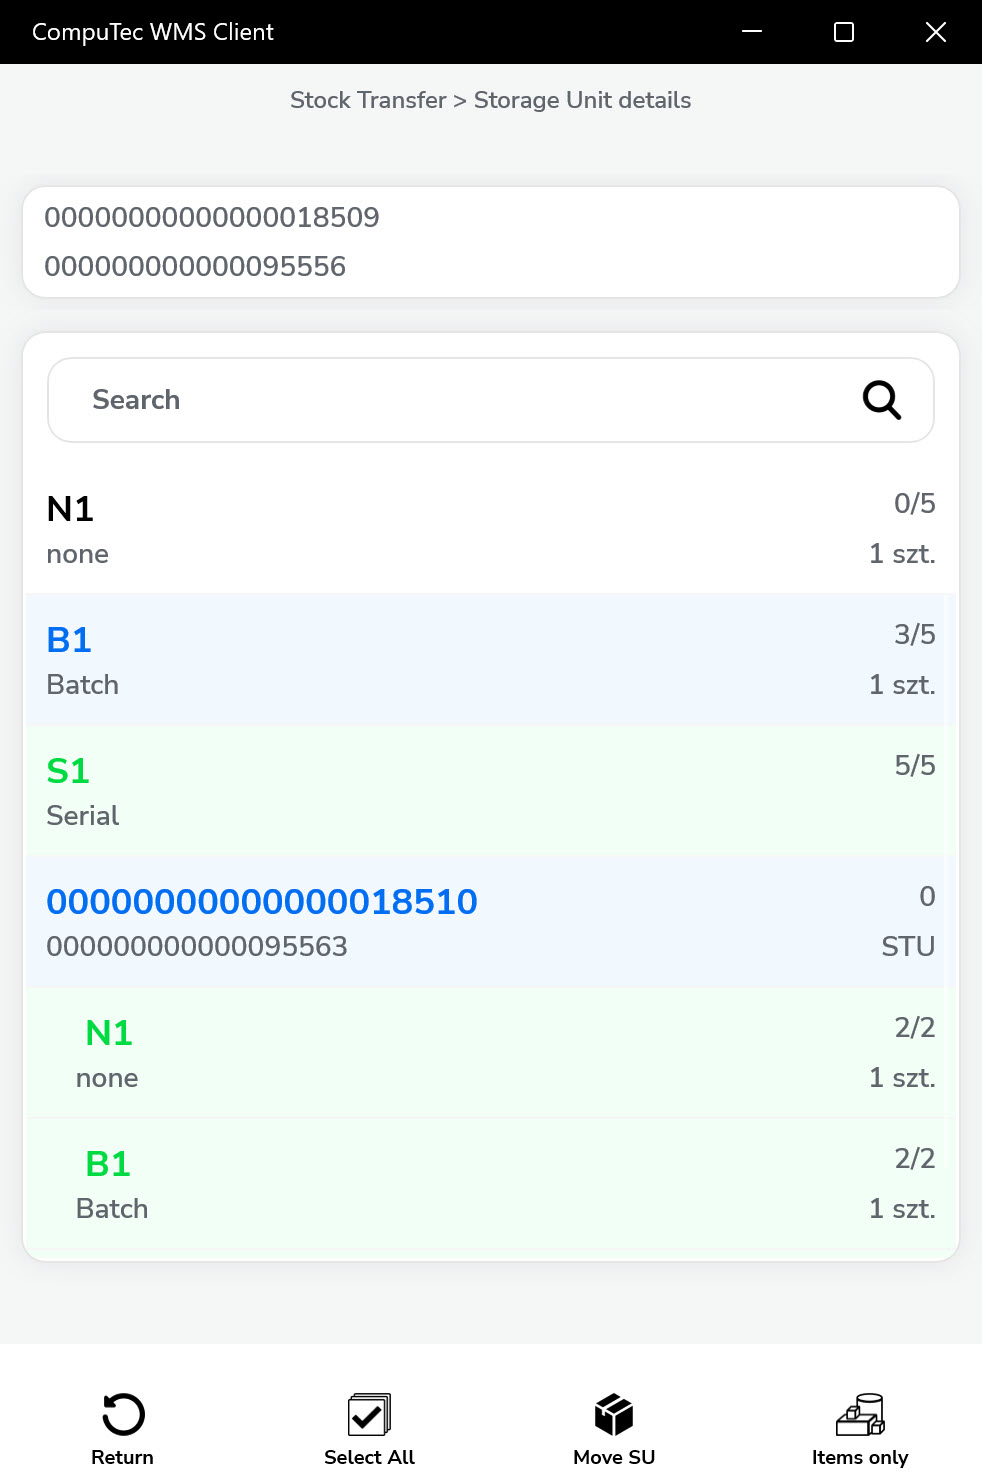 CompuTec WMS Client
Stock Transfer > Storage Unit details
00000000000000018509
000000000000095556
Search
N1 0/5
none 1 szt.
B1 3/5
Batch 1 szt.
S1 5/5
Serial
00000000000000018510 0
000000000000095563 STU
N1 2/2
none 1 szt.
B1 2/2
Batch 1 szt.
Return Select All Move SU Items only